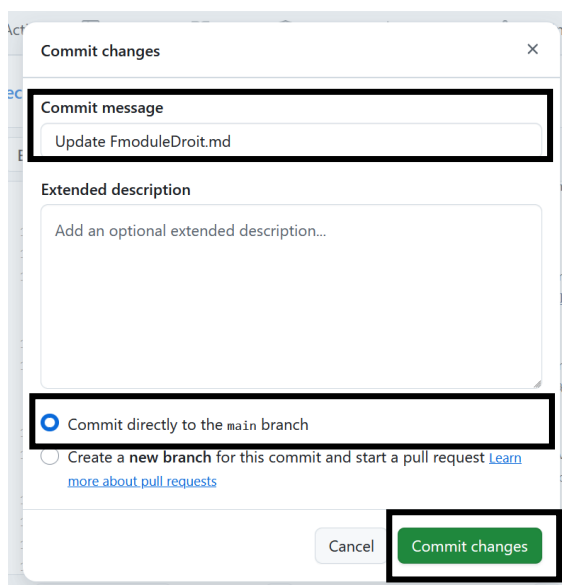 Commit changes
Commit message
Update FmoduleDroit.md
Extended description
Add an optional extended description...
Commit directly to the main branch
Create a new branch for this commit and start a pull request Learn
more about pull requests
Cancel
Commit changes